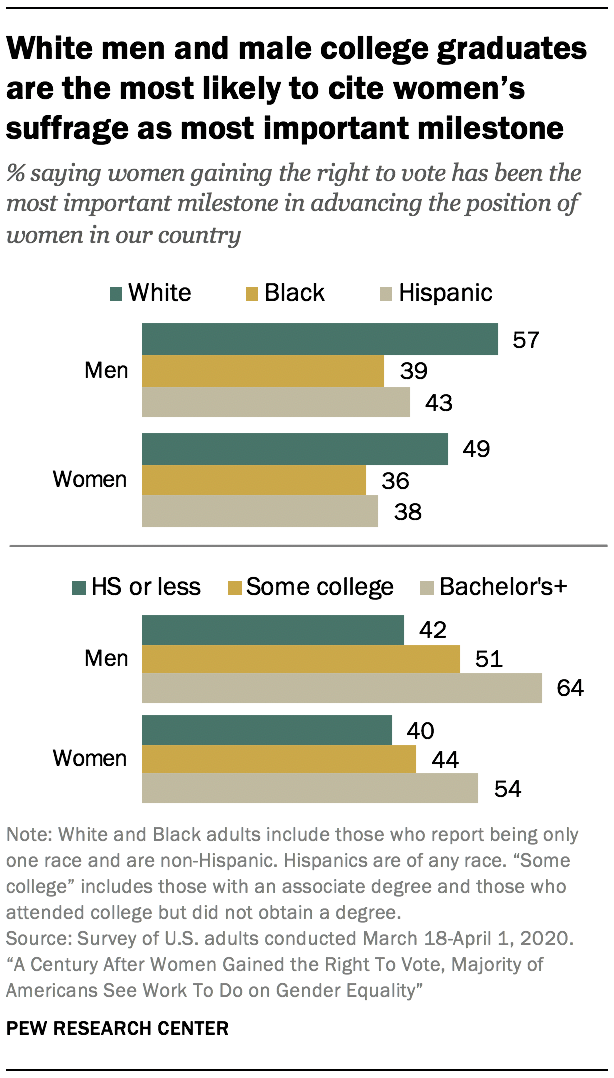 White men and male college graduates
are the most likely to cite women’s
suffrage as most important milestone
% saying women gaining the right to vote has been the
most important milestone in advancing the position of
women in our country
White Black Hispanic
57
Men 39
43
49
Women 36
38
HS or less Some college Bachelor's+
42
Men 51
64
40
Women 44
54
Note: White and Black adults include those who report being only
one race and are non-Hispanic. Hispanics are of any race. “Some
college” includes those with an associate degree and those who
attended college but did not obtain a degree.
Source: Survey of U.S. adults conducted March 18-April 1, 2020.
“A Century After Women Gained the Right To Vote, Majority of
Americans See Work To Do on Gender Equality”
PEW RESEARCH CENTER